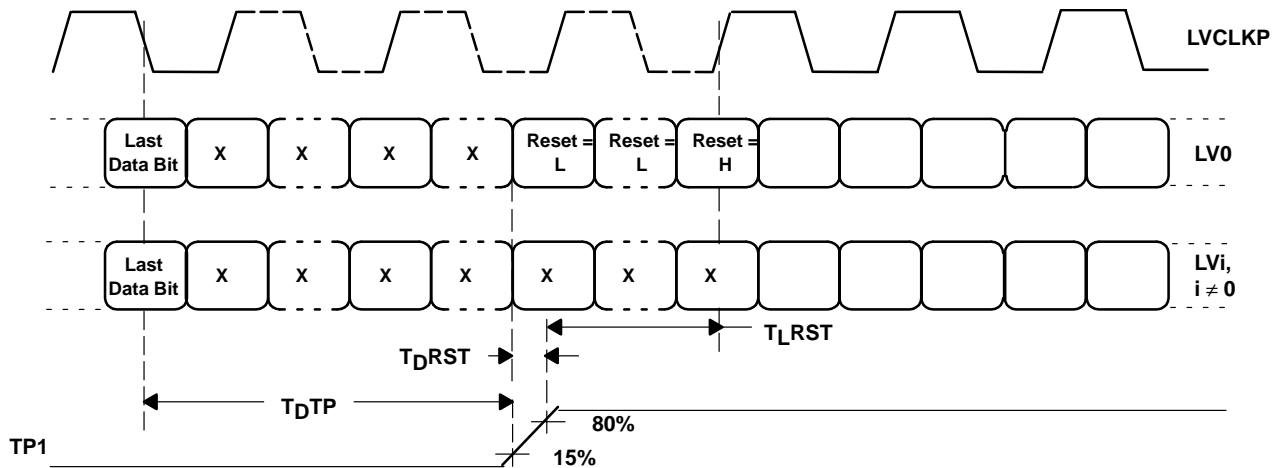 LVCLKP
Last
Data Bit
X
X
X
X
Reset =
L
Reset =
L
Reset =
H
LV0
Last
Data Bit
X
X
X
X
X
X
X
LVi,
i ≠ 0
TLRST
TDRST
TDTP
80%
TP1
15%